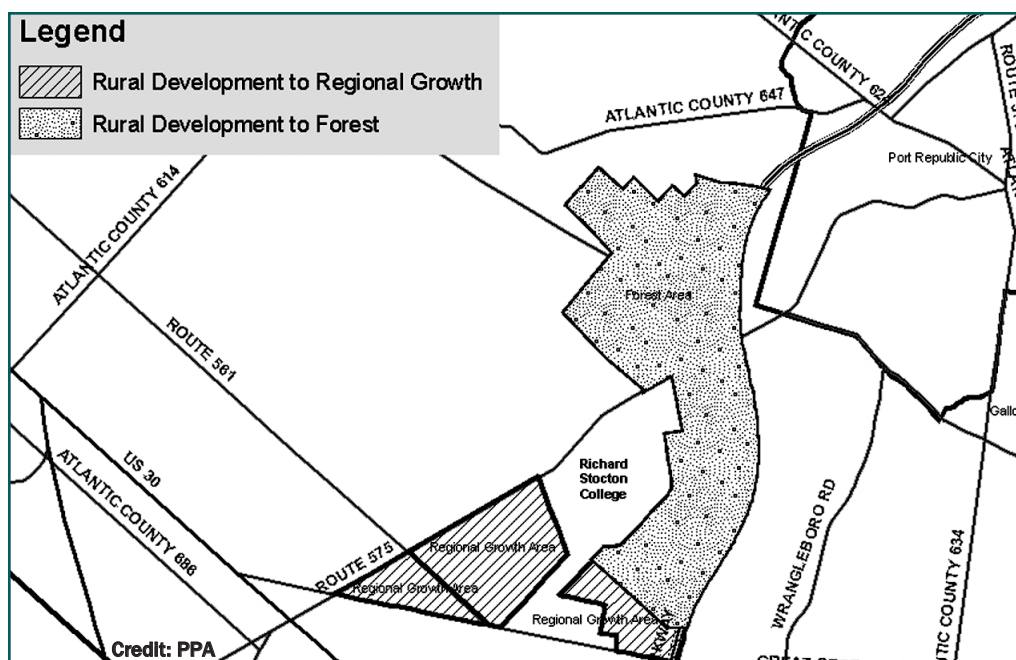 Legend
Rural Development to Regional Growth
Rural Development to Forest
ATLANTIC COUNTY 647
Port Republic City
ATLANTIC COUNTY 614
Forest Area
ROUTE 561
US 30
ATLANTIC COUNTY 686
Richard
Stocton
College
ROUTE 575
Regional Growth Area
Regional Growth Area
Regional Growth Area
WRANGLEBORO RD
COUNTY 634
Credit: PPA